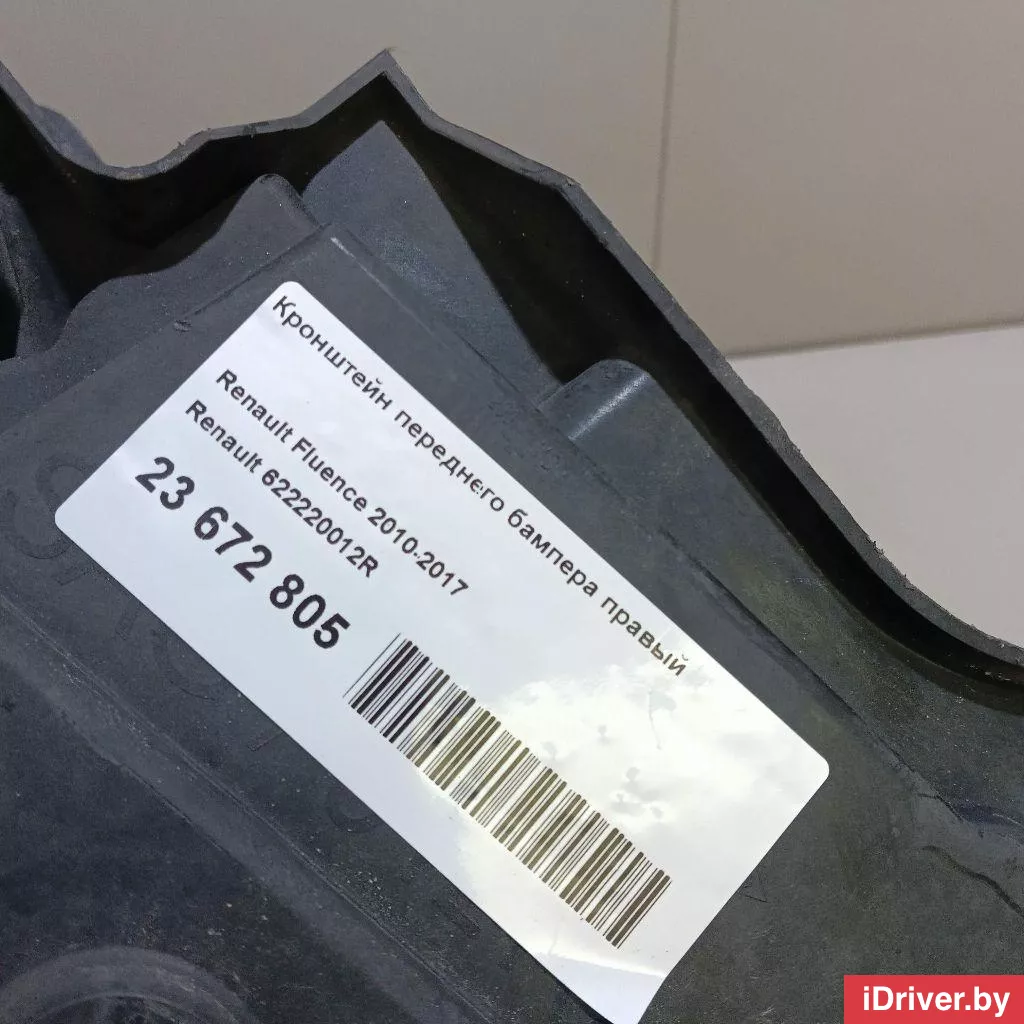 Кронштейн переднего бампера правый
Renault Fluence 2010-2017
Renault 622220012R
23 672 805
iDriver.by